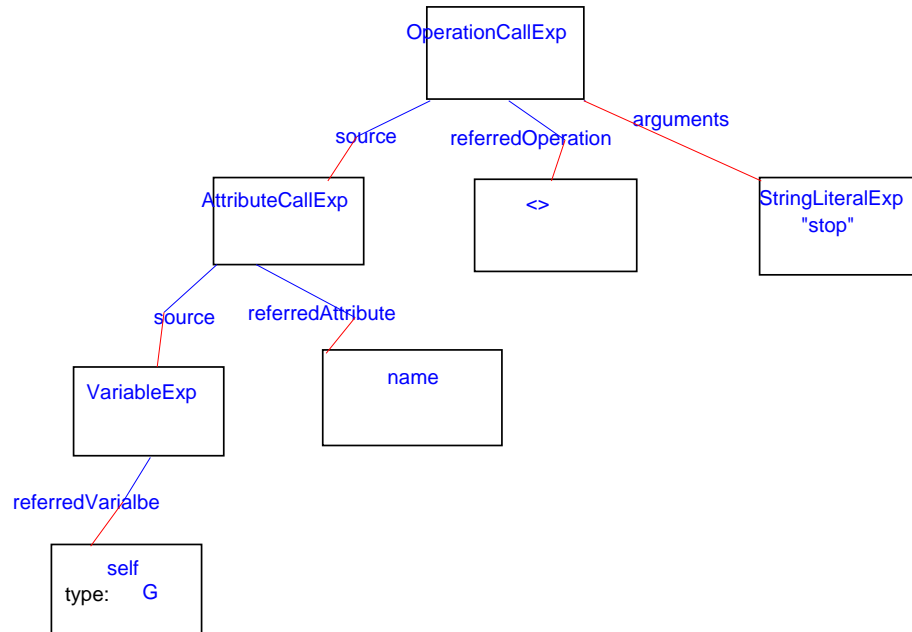 OperationCallExp
source
referredOperation
arguments
AttributeCallExp
<>
StringLiteralExp
"stop"
source
referredAttribute
VariableExp
name
referredVarialbe
self
type: G